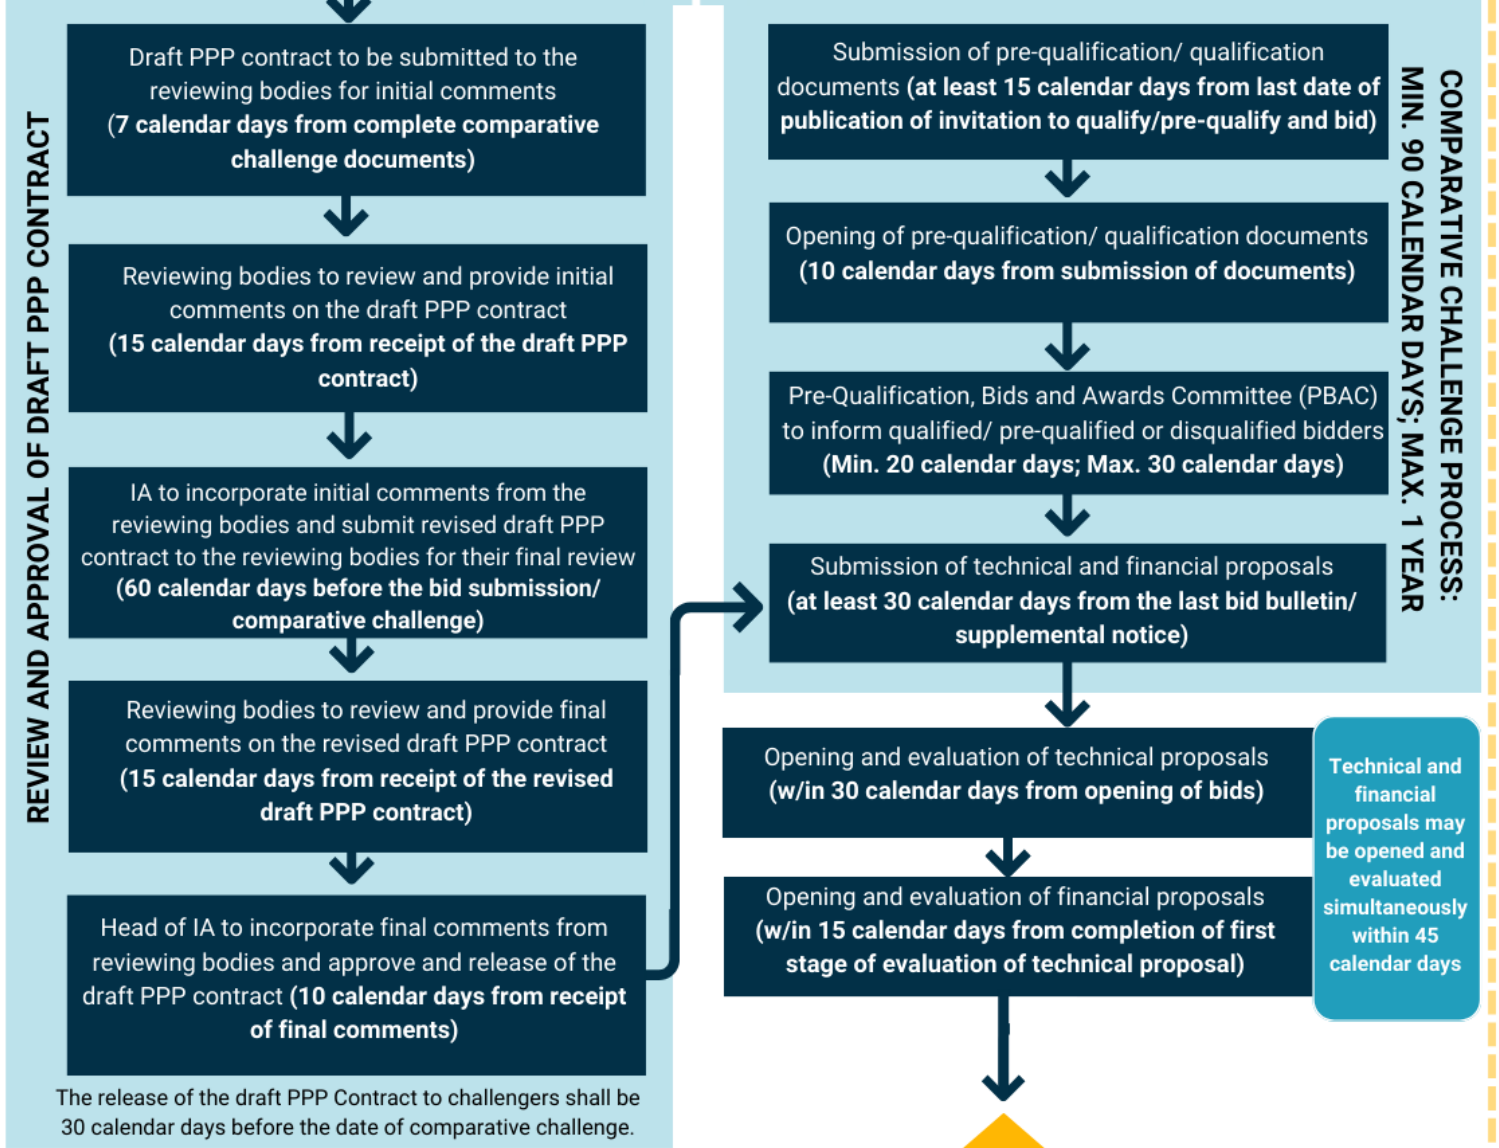 REVIEW AND APPROVAL OF DRAFT PPP CONTRACT
Draft PPP contract to be submitted to the
reviewing bodies for initial comments
(7 calendar days from complete comparative
challenge documents)
Reviewing bodies to review and provide initial
comments on the draft PPP contract
(15 calendar days from receipt of the draft PPP
contract)
IA to incorporate initial comments from the
reviewing bodies and submit revised draft PPP
contract to the reviewing bodies for their final review
(60 calendar days before the bid submission/
comparative challenge)
Reviewing bodies to review and provide final
comments on the revised draft PPP contract
(15 calendar days from receipt of the revised
draft PPP contract)
Head of IA to incorporate final comments from
reviewing bodies and approve and release of the
draft PPP contract (10 calendar days from receipt
of final comments)
The release of the draft PPP Contract to challengers shall be
30 calendar days before the date of comparative challenge.
COMPARATIVE CHALLENGE PROCESS:
MIN. 90 CALENDAR DAYS; MAX. 1 YEAR
Submission of pre-qualification/ qualification
documents (at least 15 calendar days from last date of
publication of invitation to qualify/pre-qualify and bid)
Opening of pre-qualification/ qualification documents
(10 calendar days from submission of documents)
Pre-Qualification, Bids and Awards Committee (PBAC)
to inform qualified/ pre-qualified or disqualified bidders
(Min. 20 calendar days; Max. 30 calendar days)
Submission of technical and financial proposals
(at least 30 calendar days from the last bid bulletin/
supplemental notice)
Opening and evaluation of technical proposals
(w/in 30 calendar days from opening of bids)
Opening and evaluation of financial proposals
(w/in 15 calendar days from completion of first
stage of evaluation of technical proposal)
Technical and
financial
proposals may
be opened and
evaluated
simultaneously
within 45
calendar days